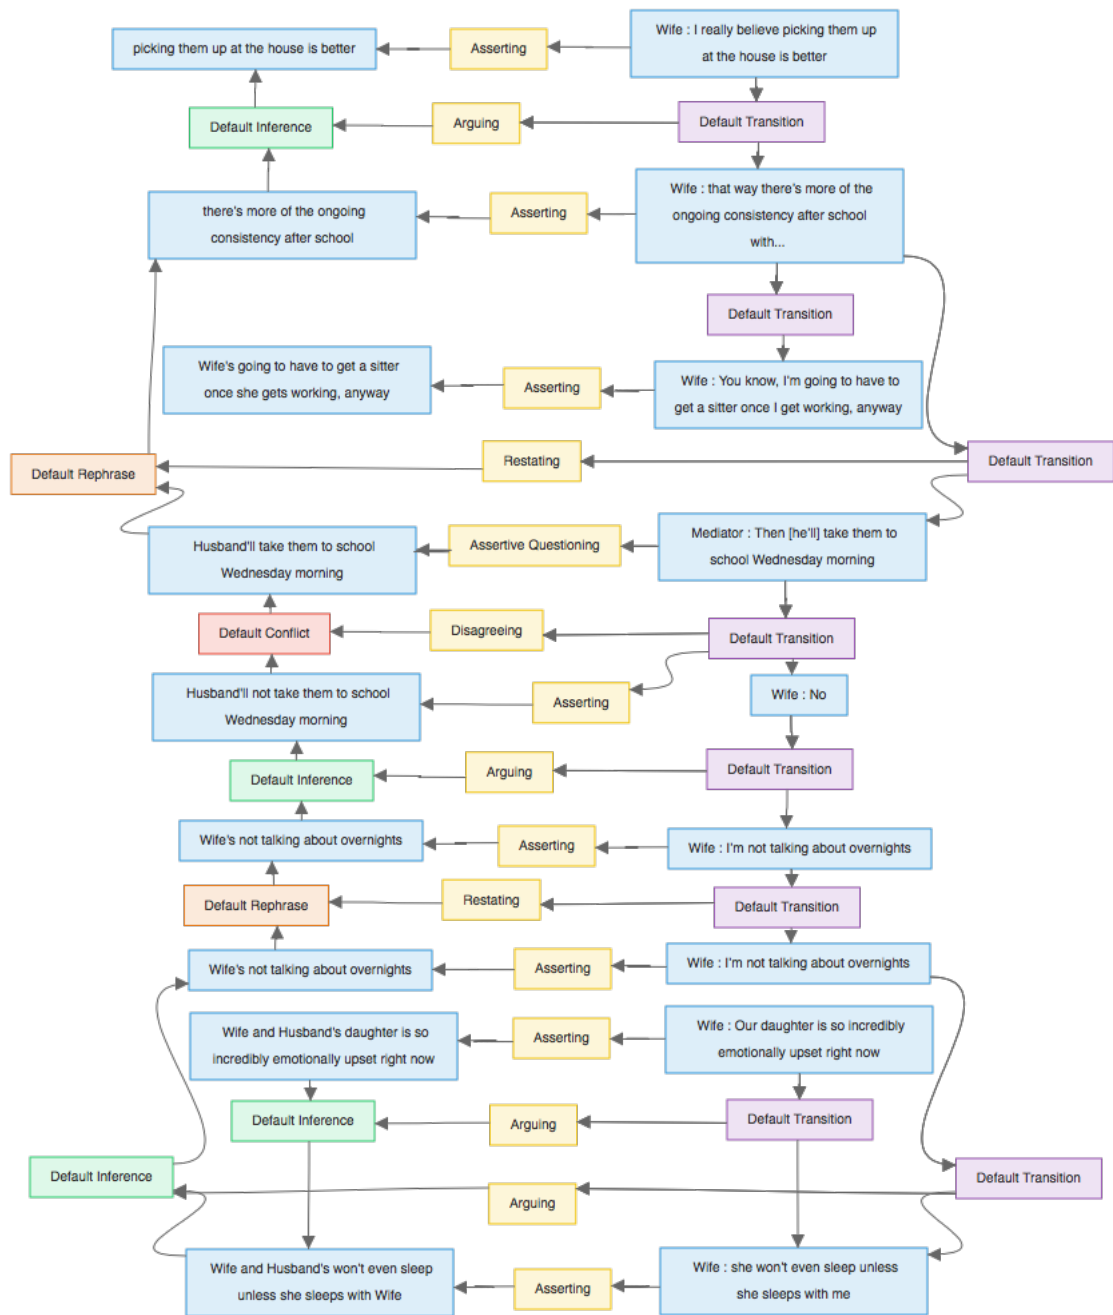 picking them up at the house is better
Asserting
Wife : I really believe picking them up
at the house is better
Default Inference
Arguing
Default Transition
there's more of the ongoing
consistency after school
Asserting
Wife : that way there's more of the
ongoing consistency after school
with...
Default Transition
Wife's going to have to get a sitter
once she gets working, anyway
Asserting
Wife : You know, I'm going to have to
get a sitter once I get working, anyway
Default Rephrase
Restating
Default Transition
Husband'll take them to school
Wednesday morning
Assertive Questioning
Mediator : Then [he'll] take them to
school Wednesday morning
Default Conflict
Disagreeing
Default Transition
Husband'll not take them to school
Wednesday morning
Asserting
Wife : No
Default Inference
Arguing
Default Transition
Wife's not talking about overnights
Asserting
Wife : I'm not talking about overnights
Default Rephrase
Restating
Default Transition
Wife's not talking about overnights
Asserting
Wife : I'm not talking about overnights
Wife and Husband's daughter is so
incredibly emotionally upset right now
Asserting
Wife : Our daughter is so incredibly
emotionally upset right now
Default Inference
Arguing
Default Transition
Default Inference
Arguing
Default Transition
Wife and Husband's won't even sleep
unless she sleeps with Wife
Asserting
Wife : she won't even sleep unless
she sleeps with me